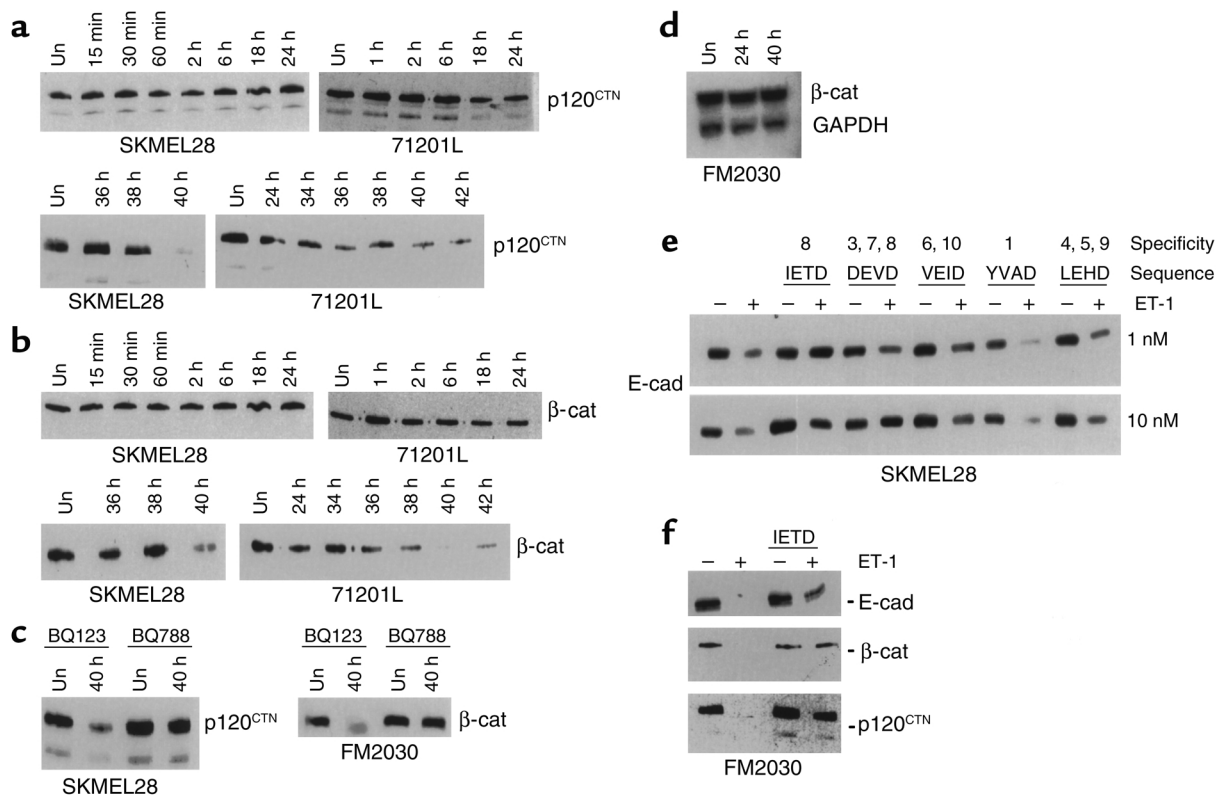 a
Un 15 min 30 min 60 min 2 h 6 h 18 h 24 h
Un 1 h 2 h 6 h 18 h 24 h
p120CTN
SKMEL28
71201L
Un 36 h 38 h 40 h
Un 24 h 34 h 36 h 38 h 40 h 42 h
p120CTN
SKMEL28
71201L
b
Un 15 min 30 min 60 min 2 h 6 h 18 h 24 h
Un 1 h 2 h 6 h 18 h 24 h
β-cat
SKMEL28
71201L
Un 36 h 38 h 40 h
Un 24 h 34 h 36 h 38 h 40 h 42 h
β-cat
SKMEL28
71201L
c
BQ123 BQ788
Un 40 h Un 40 h
p120CTN
SKMEL28
BQ123 BQ788
Un 40 h Un 40 h
β-cat
FM2030
d
Un 24 h 40 h
β-cat
GAPDH
FM2030
e
8 3, 7, 8 6, 10 1 4, 5, 9 Specificity
IETD DEVD VEID YVAD LEHD Sequence
– + – + – + – + – + – + ET-1
1 nM
E-cad
10 nM
SKMEL28
f
IETD
– + – + ET-1
- E-cad
- β-cat
- p120CTN
FM2030